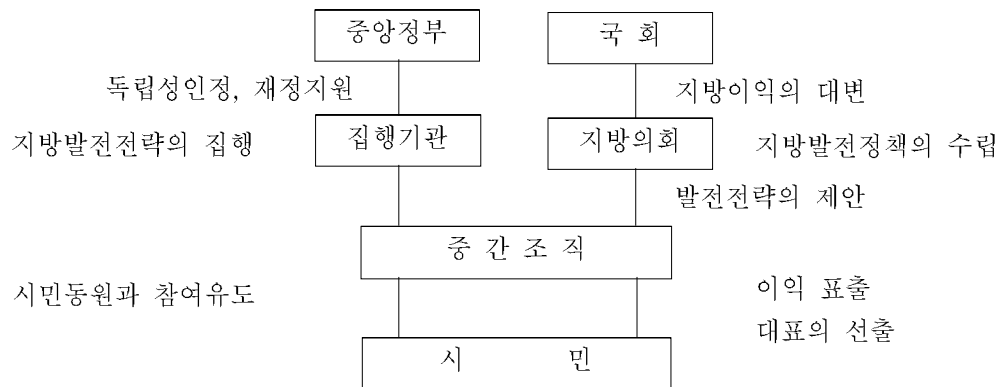 중앙정부 국 회
독립성인정, 재정지원 지방이익의 대변
지방발전전략의 집행 집행기관 지방의회 지방발전정책의 수립
발전전략의 제안
중 간 조 직
시민동원과 참여유도 이익 표출
대표의 선출
시 민